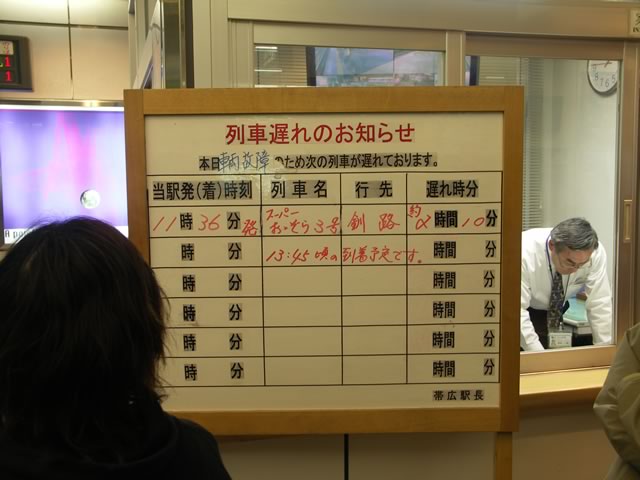 列車遅れのお知らせ
本日車両故障のため次の列車が遅れております。
当駅発(着)時刻 列車名 行先 遅れ時分
11時36分発 スーパーおおぞら3号 釧路 約2時間10分
時 分 13:45頃の到着予定です。 時間 分
時 分 時間 分
時 分 時間 分
時 分 時間 分
時 分 時間 分
帯広駅長